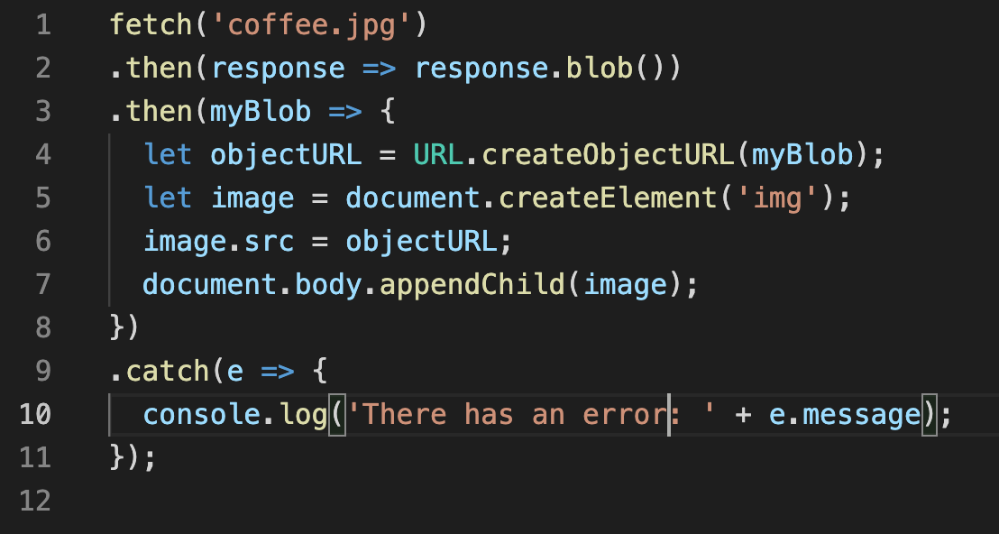 1 fetch('coffee.jpg')
2 .then(response => response.blob())
3 .then(myBlob => {
4   let objectURL = URL.createObjectURL(myBlob);
5   let image = document.createElement('img');
6   image.src = objectURL;
7   document.body.appendChild(image);
8 })
9 .catch(e => {
10   console.log('There has an error: ' + e.message);
11 });
12